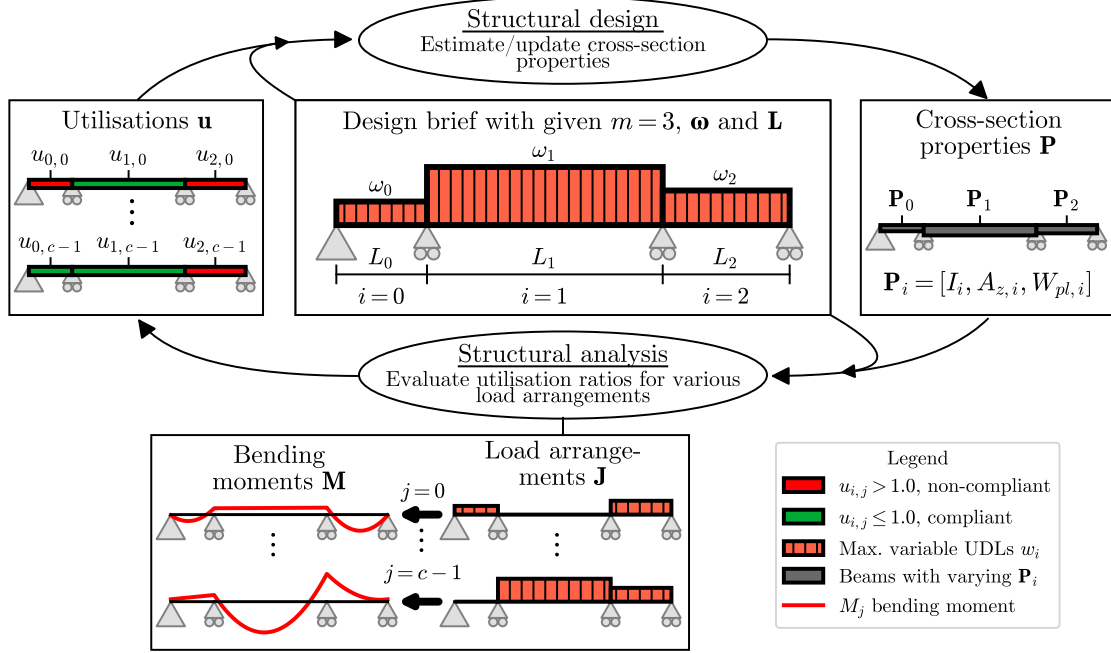 Structural design
Estimate/update cross-section
properties
Utilisations u
u0,0 u1,0 u2,0
⋮
u0,c−1 u1,c−1 u2,c−1
Design brief with given m = 3, ω and L
ω0 ω1 ω2
L0 L1 L2
i = 0 i = 1 i = 2
Cross-section
properties P
P0 P1 P2
Pi = [Ii, Az,i, Wpl,i]
Structural analysis
Evaluate utilisation ratios for various
load arrangements
Bending
moments M
Load arrange-
ments J
j = 0
⋮ ⋮ ⋮
j = c − 1
Legend
ui,j > 1.0, non-compliant
ui,j ≤ 1.0, compliant
Max. variable UDLs wi
Beams with varying Pi
Mj bending moment